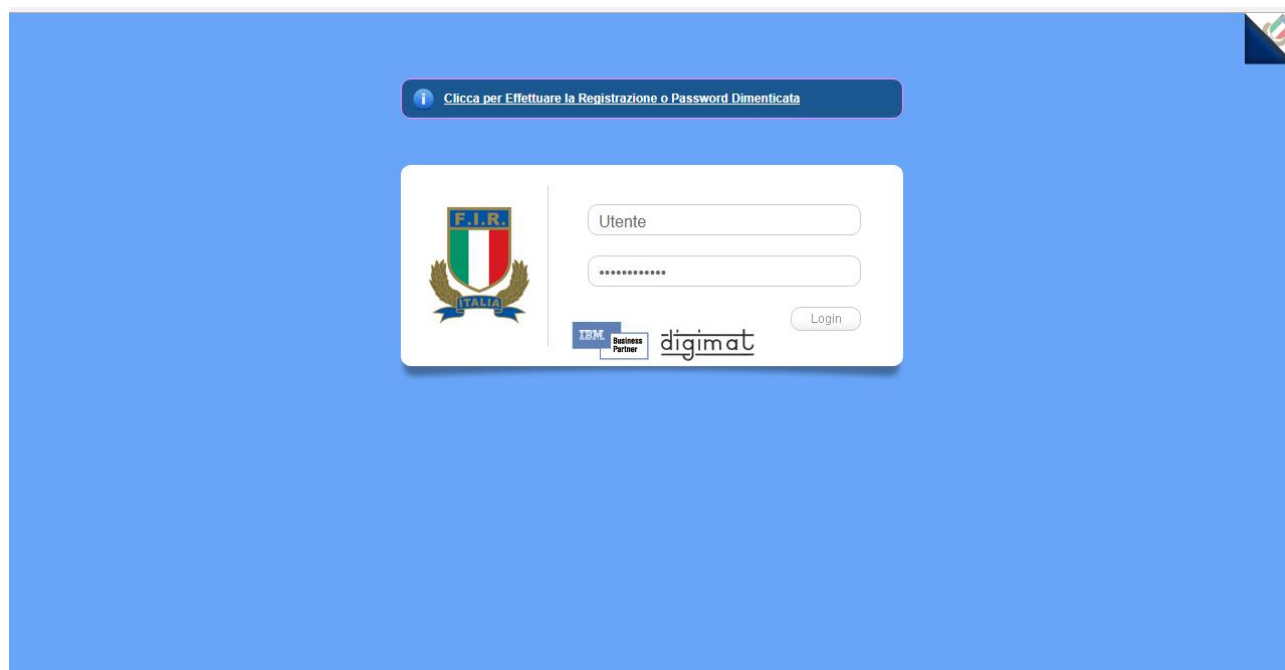 Clicca per Effettuare la Registrazione o Password Dimenticata
F.I.R.
ITALIA
Utente
••••••••••••
Login
IBM.
Business
Partner
digimat